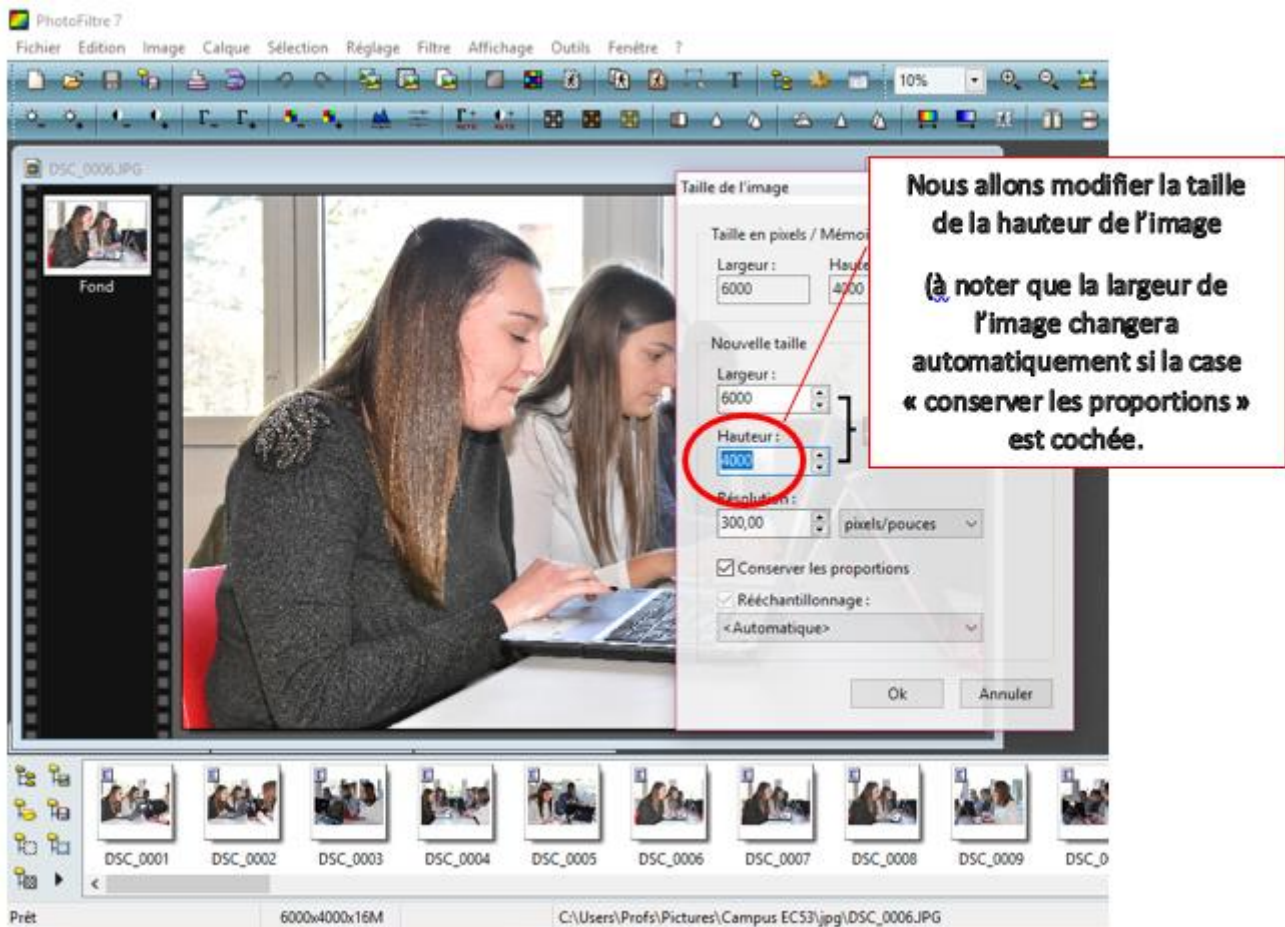 PhotoFiltre 7
Fichier Edition Image Calque Sélection Réglage Filtre Affichage Outils Fenêtre ?
T 10%
DSC_0006.JPG
Fond
Taille de l'image
Taille en pixels /
Largeur :
6000 4000
Nouvelle taille
Largeur :
6000
Hauteur :
4000
Résolution :
300,00 pixels/pouces
Conserver les proportions
Rééchantillonnage :
<Automatique>
Ok Annuler
Nous allons modifier la taille
de la hauteur de l'image
(à noter que la largeur de
l'image changera
automatiquement si la case
« conserver les proportions »
est cochée.
DSC_0001 DSC_0002 DSC_0003 DSC_0004 DSC_0005 DSC_0006 DSC_0007 DSC_0008 DSC_0009
Prêt 6000x4000x16M C:\Users\Profs\Pictures\Campus EC53\jpg\DSC_0006.JPG